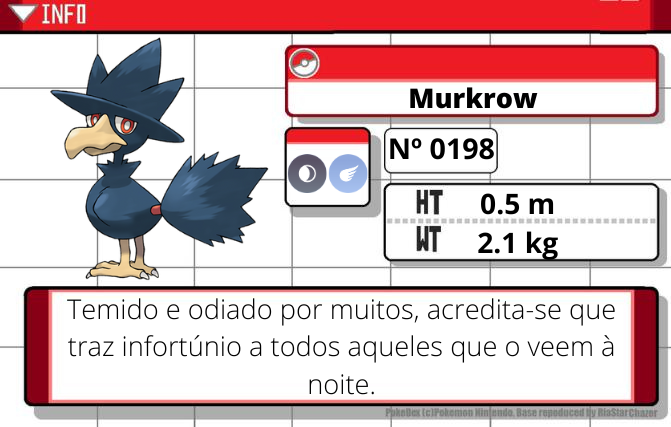 INFO
Murkrow
Nº 0198
HT 0.5 m
WT 2.1 kg
Temido e odiado por muitos, acredita-se que
traz infortúnio a todos aqueles que o veem à
noite.
PokeDex (c)Pokemon Nintendo. Base repoduced by RiaStarChazer